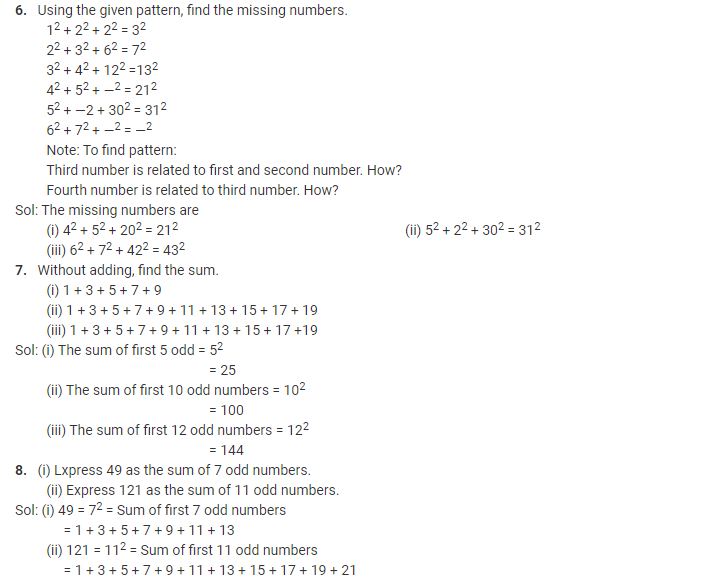 6. Using the given pattern, find the missing numbers.
1² + 2² + 2² = 3²
2² + 3² + 6² = 7²
3² + 4² + 12² =13²
4² + 5² + –² = 21²
5² + –2 + 30² = 31²
6² + 7² + –² = –²
Note: To find pattern:
Third number is related to first and second number. How?
Fourth number is related to third number. How?
Sol: The missing numbers are
(i) 4² + 5² + 20² = 21² (ii) 5² + 2² + 30² = 31²
(iii) 6² + 7² + 42² = 43²
7. Without adding, find the sum.
(i) 1 + 3 + 5 + 7 + 9
(ii) 1 + 3 + 5 + 7 + 9 + 11 + 13 + 15 + 17 + 19
(iii) 1 + 3 + 5 + 7 + 9 + 11 + 13 + 15 + 17 +19
Sol: (i) The sum of first 5 odd = 5²
= 25
(ii) The sum of first 10 odd numbers = 10²
= 100
(iii) The sum of first 12 odd numbers = 12²
= 144
8. (i) Lxpress 49 as the sum of 7 odd numbers.
(ii) Express 121 as the sum of 11 odd numbers.
Sol: (i) 49 = 7² = Sum of first 7 odd numbers
= 1 + 3 + 5 + 7 + 9 + 11 + 13
(ii) 121 = 11² = Sum of first 11 odd numbers
= 1 + 3 + 5 + 7 + 9 + 11 + 13 + 15 + 17 + 19 + 21